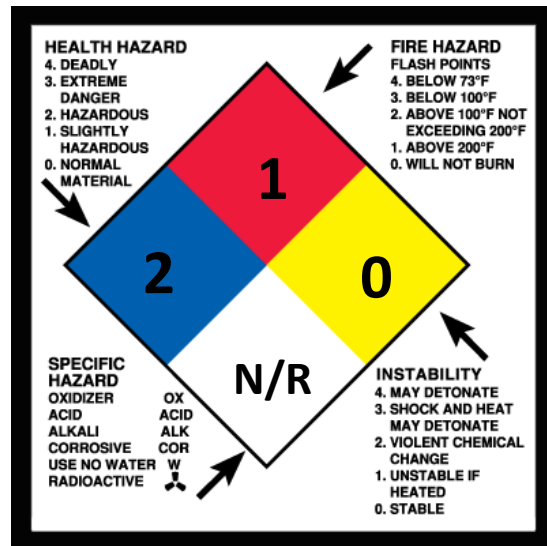 HEALTH HAZARD
4. DEADLY
3. EXTREME
DANGER
2. HAZARDOUS
1. SLIGHTLY
HAZARDOUS
0. NORMAL
MATERIAL
FIRE HAZARD
FLASH POINTS
4. BELOW 73°F
3. BELOW 100°F
2. ABOVE 100°F NOT
EXCEEDING 200°F
1. ABOVE 200°F
0. WILL NOT BURN
1
2
0
N/R
SPECIFIC
HAZARD
OXIDIZER OX
ACID ACID
ALKALI ALK
CORROSIVE COR
USE NO WATER W
RADIOACTIVE
INSTABILITY
4. MAY DETONATE
3. SHOCK AND HEAT
MAY DETONATE
2. VIOLENT CHEMICAL
CHANGE
1. UNSTABLE IF
HEATED
0. STABLE